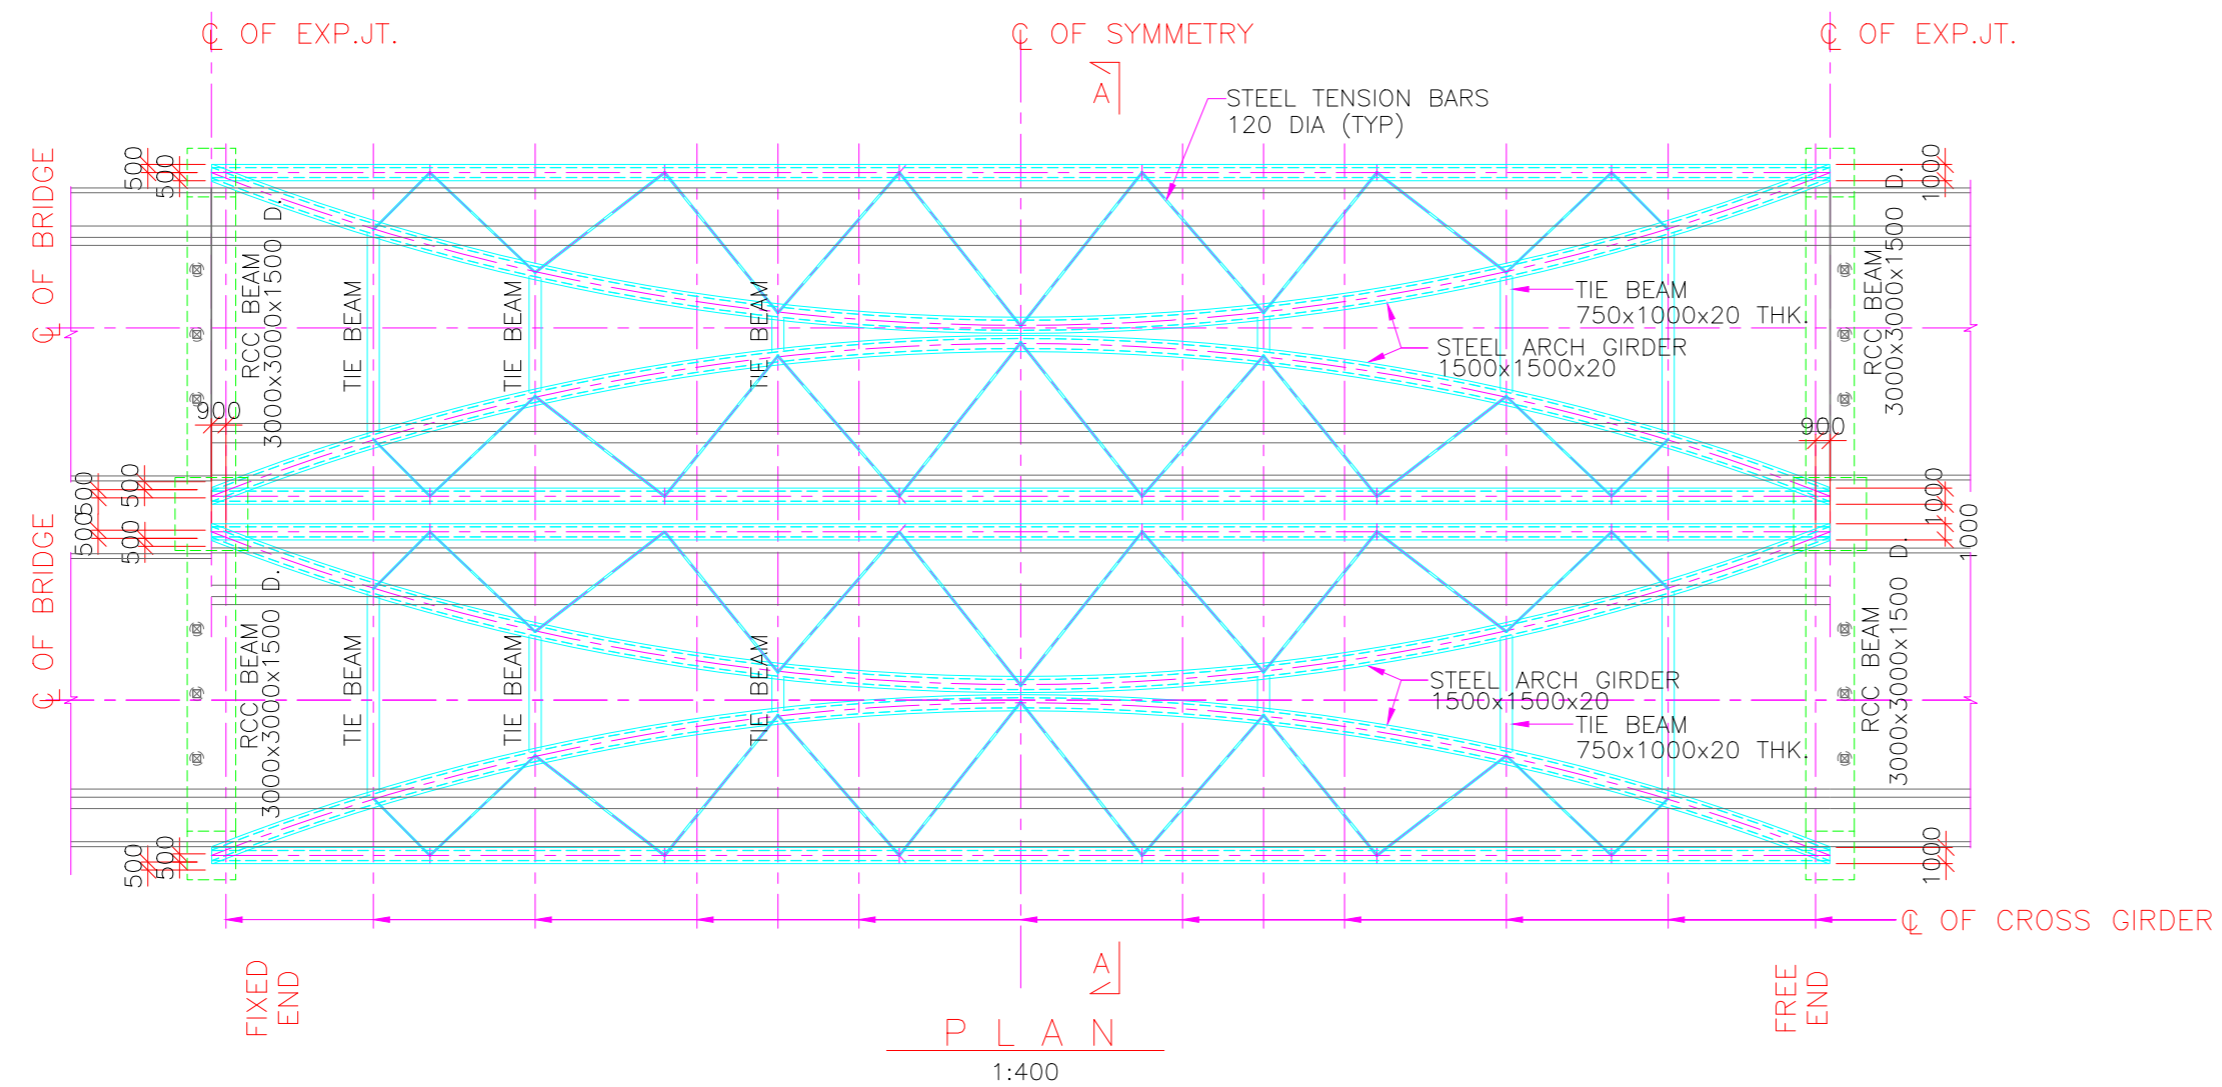 ℄ OF EXP.JT.
℄ OF SYMMETRY
℄ OF EXP.JT.
A
STEEL TENSION BARS
120 DIA (TYP)
℄ OF BRIDGE
500
500
1000
RCC BEAM
3000x3000x1500 D.
TIE BEAM
TIE BEAM
TIE BEAM
TIE BEAM
750x1000x20 THK.
STEEL ARCH GIRDER
1500x1500x20
RCC BEAM
3000x3000x1500 D.
900
900
500
500
500
500
1000
1000
℄ OF BRIDGE
RCC BEAM
3000x3000x1500 D.
TIE BEAM
TIE BEAM
TIE BEAM
STEEL ARCH GIRDER
1500x1500x20
TIE BEAM
750x1000x20 THK.
RCC BEAM
3000x3000x1500 D.
500
500
1000
℄ OF CROSS GIRDER
FIXED
END
A
FREE
END
PLAN
1:400